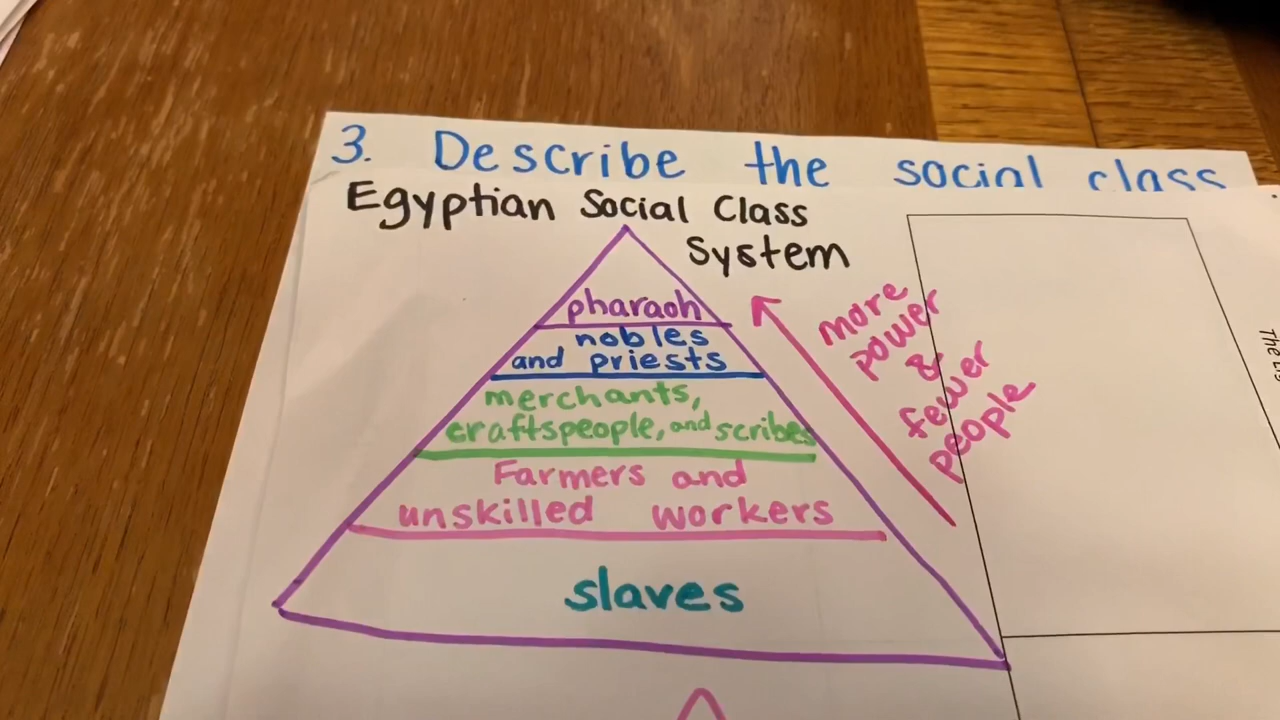 3. Describe the social class
Egyptian Social Class
System
pharaoh
nobles
and priests
merchants,
craftspeople, and scribes
Farmers and
unskilled workers
slaves
more
power
&
fewer
people